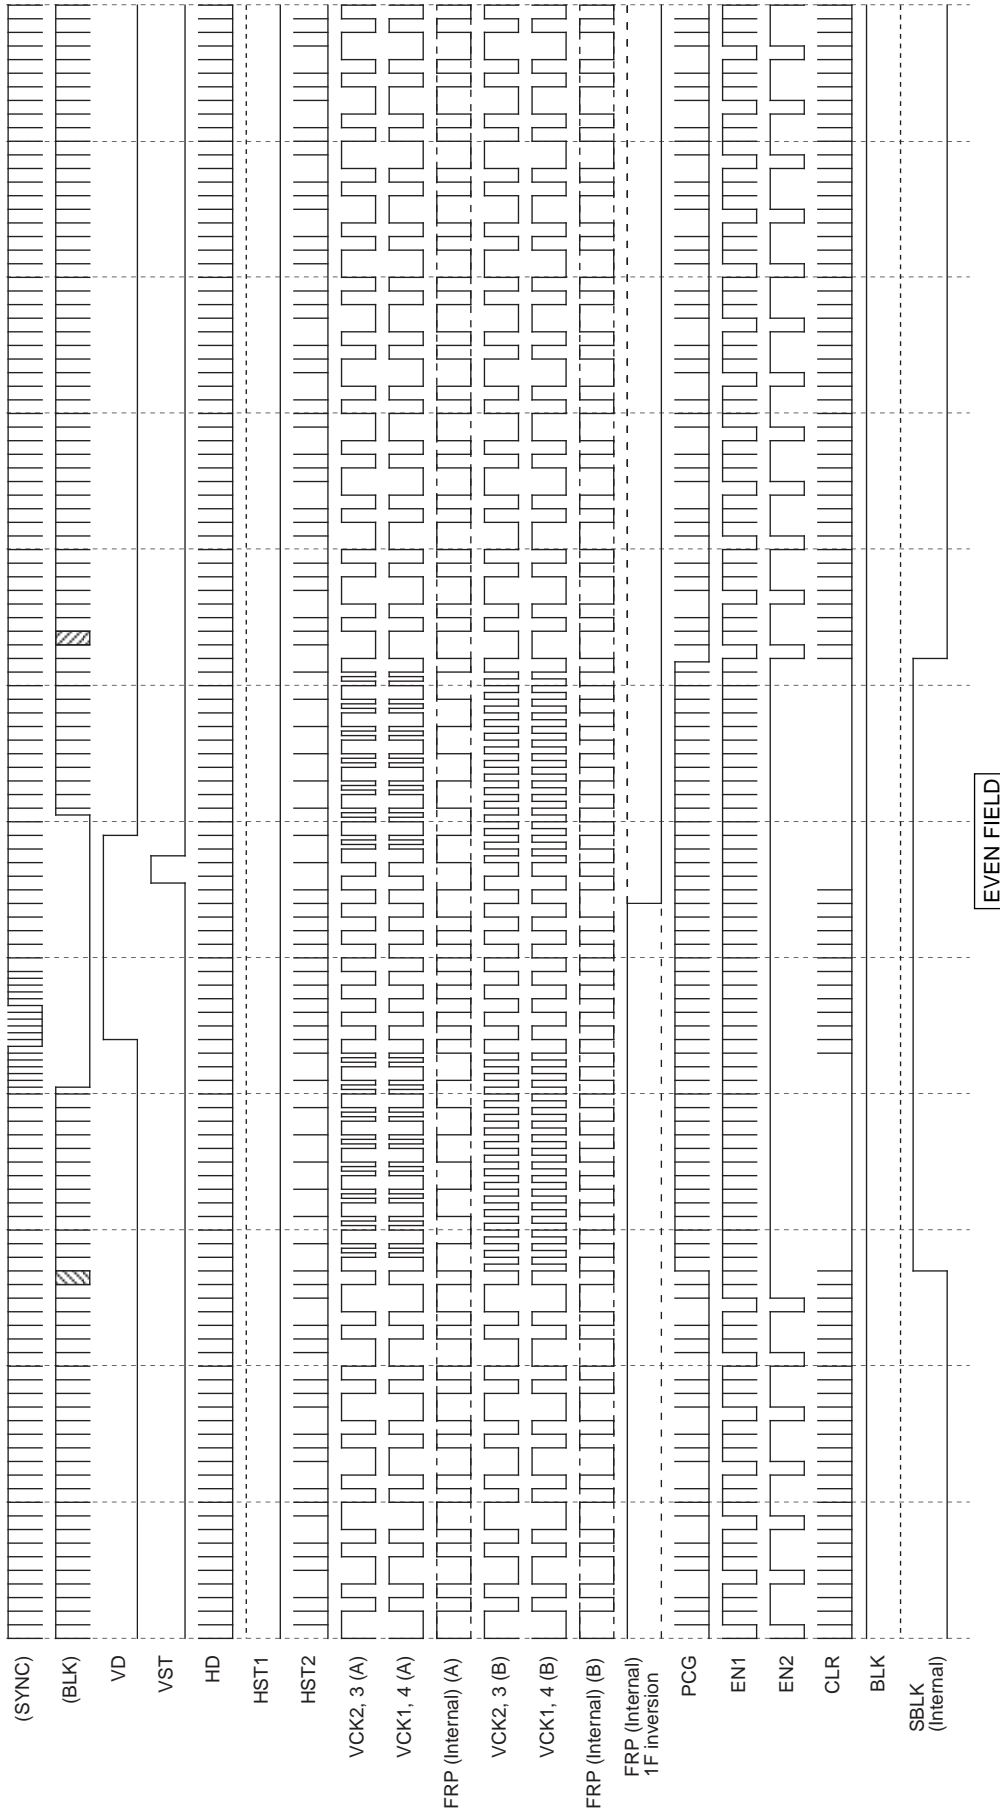 (SYNC)
(BLK)
VD
VST
HD
HST1
HST2
VCK2, 3 (A)
VCK1, 4 (A)
FRP (Internal) (A)
VCK2, 3 (B)
VCK1, 4 (B)
FRP (Internal) (B)
FRP (Internal)
1F inversion
PCG
EN1
EN2
CLR
BLK
SBLK
(Internal)
EVEN FIELD